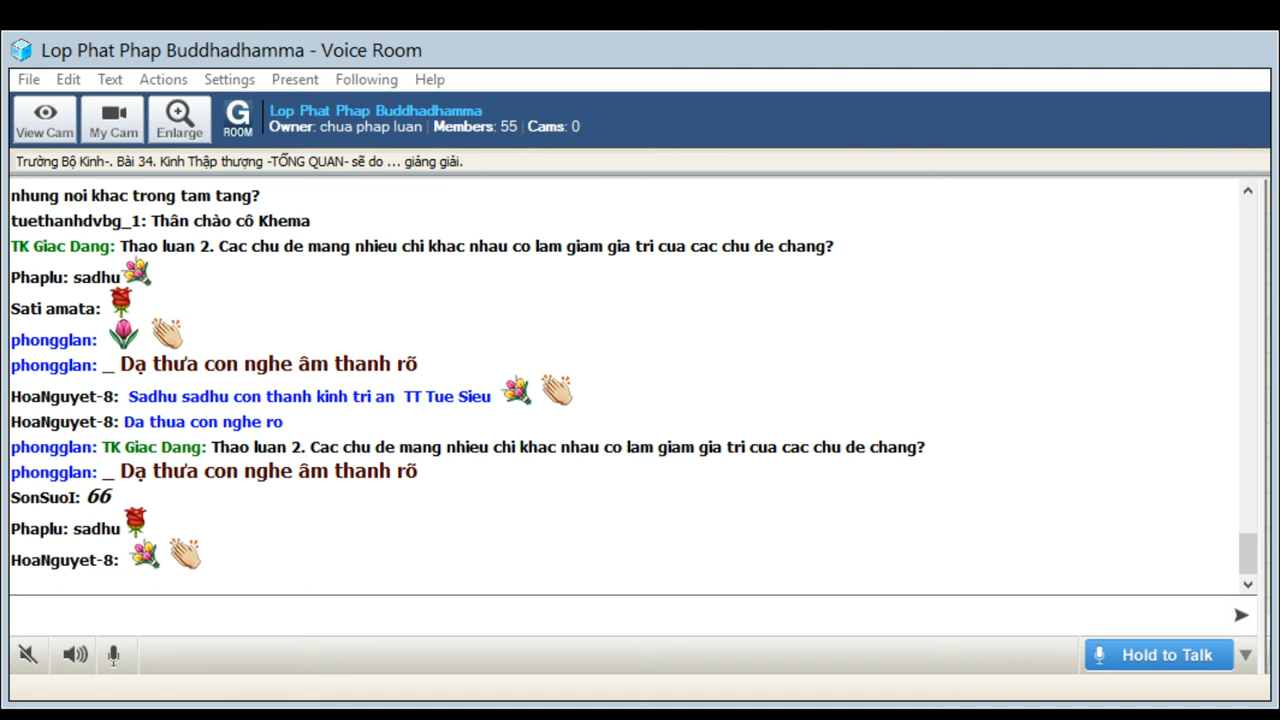 Lop Phat Phap Buddhadhamma - Voice Room
File Edit Text Actions Settings Present Following Help
View Cam My Cam Enlarge G ROOM
Lop Phat Phap Buddhadhamma
Owner: chua phap luan | Members: 55 | Cams: 0
Trường Bộ Kinh-. Bài 34. Kinh Thập thượng -TỔNG QUAN- sẽ do ... giảng giải.
nhung noi khac trong tam tang?
tuethanhdvbg_1: Thân chào cô Khema
TK Giac Dang: Thao luan 2. Cac chu de mang nhieu chi khac nhau co lam giam gia tri cua cac chu de chang?
Phaplu: sadhu
Sati amata:
phongglan:
phongglan: _ Dạ thưa con nghe âm thanh rõ
HoaNguyet-8: Sadhu sadhu con thanh kinh tri an TT Tue Sieu
HoaNguyet-8: Da thua con nghe ro
phongglan: TK Giac Dang: Thao luan 2. Cac chu de mang nhieu chi khac nhau co lam giam gia tri cua cac chu de chang?
phongglan: _ Dạ thưa con nghe âm thanh rõ
SonSuoI: 66
Phaplu: sadhu
HoaNguyet-8:
Hold to Talk